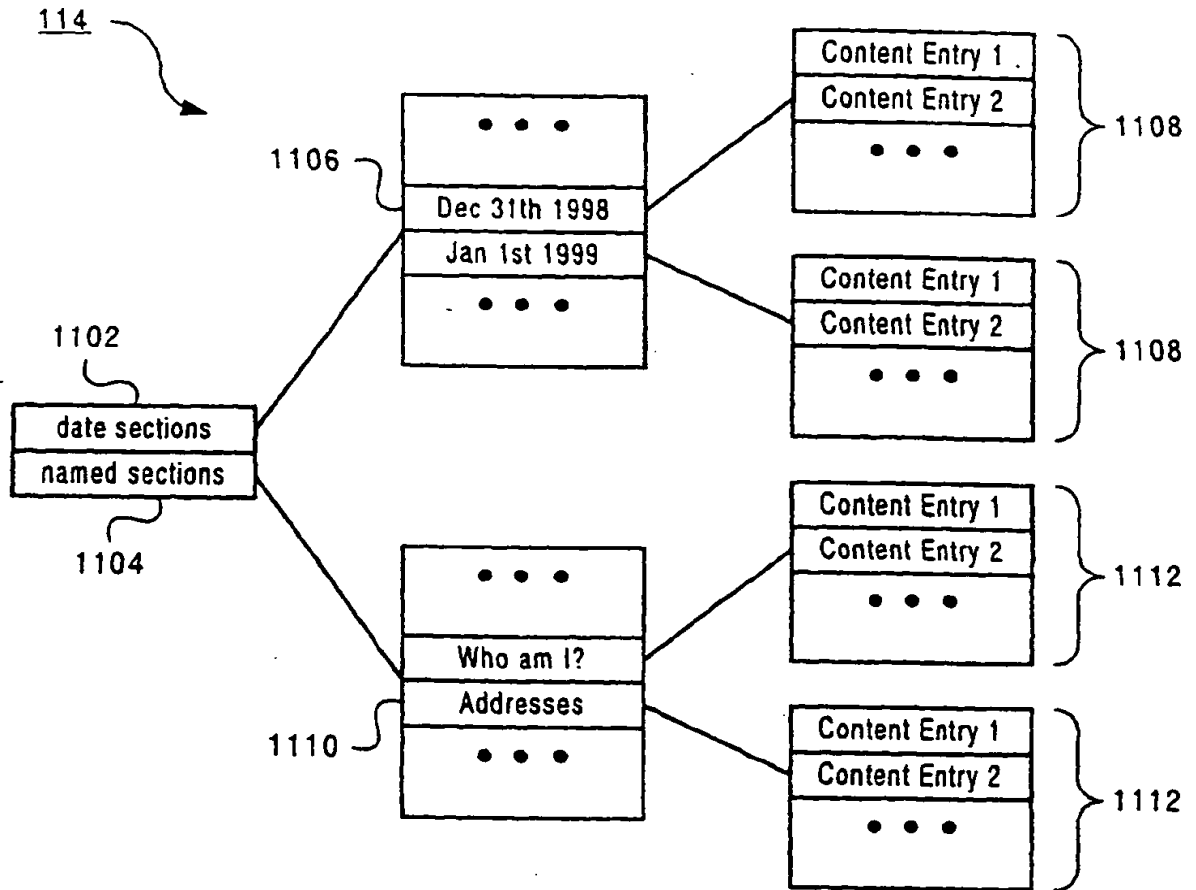 114
1106
• • •
Dec 31th 1998
Jan 1st 1999
• • •
Content Entry 1
Content Entry 2
• • •
1108
Content Entry 1
Content Entry 2
• • •
1108
1102
date sections
named sections
1104
• • •
Who am I?
Addresses
• • •
1110
Content Entry 1
Content Entry 2
• • •
1112
Content Entry 1
Content Entry 2
• • •
1112